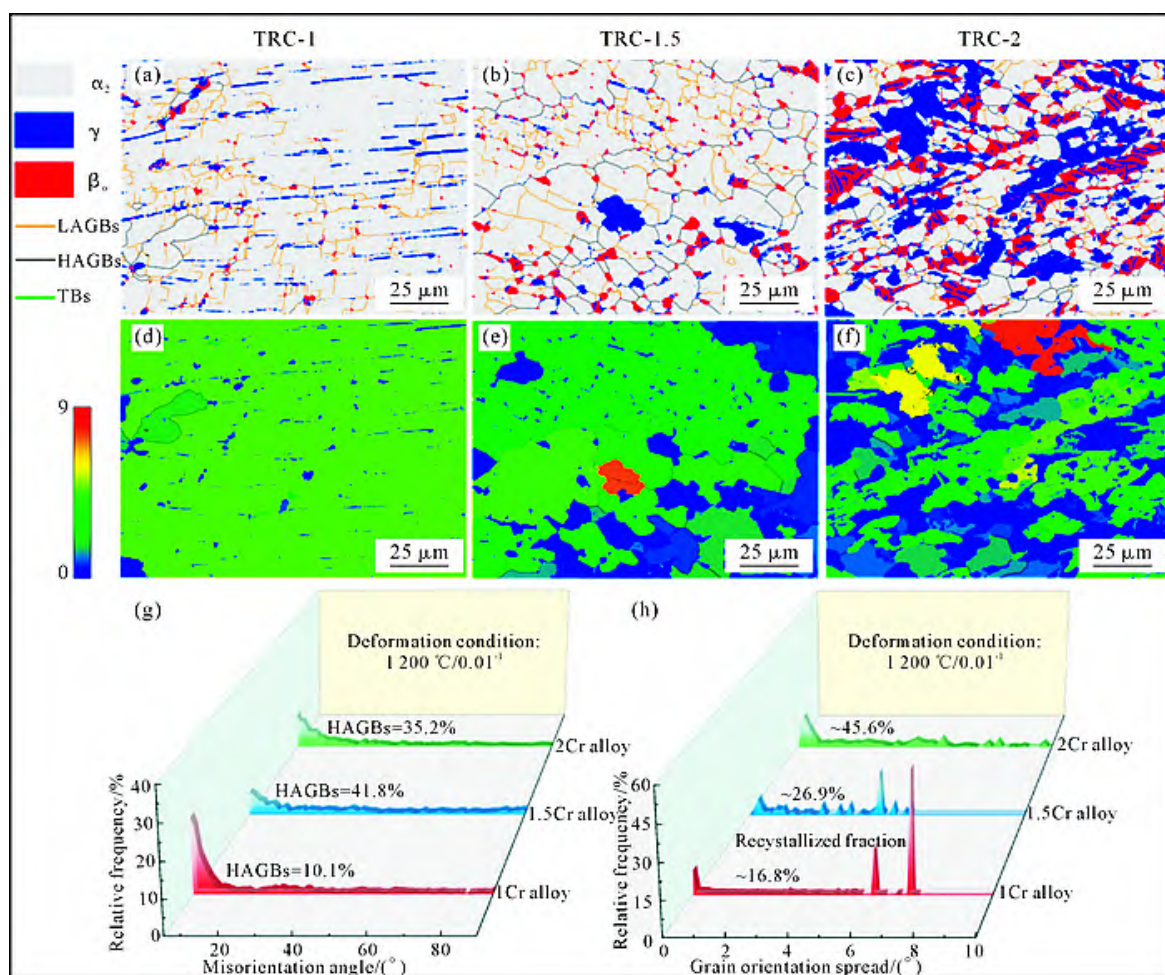 TRC-1 TRC-1.5 TRC-2
(a) (b) (c)
α₂
γ
βₒ
LAGBs
HAGBs
TBs
25 μm 25 μm 25 μm
(d) (e) (f)
9
0
25 μm 25 μm 25 μm
(g) (h)
Deformation condition:
1 200 ℃/0.01⁻¹
HAGBs=35.2%
2Cr alloy
HAGBs=41.8%
1.5Cr alloy
HAGBs=10.1%
1Cr alloy
Relative frequency/%
40
30
20
10
0
20 40 60 80
Misorientation angle/(°)
Deformation condition:
1 200 ℃/0.01⁻¹
~45.6%
2Cr alloy
~26.9%
1.5Cr alloy
Recystallized fraction
~16.8%
1Cr alloy
Relative frequency/%
60
45
30
15
0
0 2 4 6 8 10
Grain orientation spread/(°)